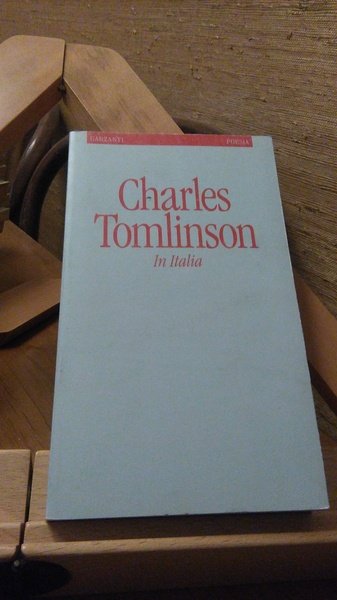 GARZANTI POESIA
Charles
Tomlinson
In Italia